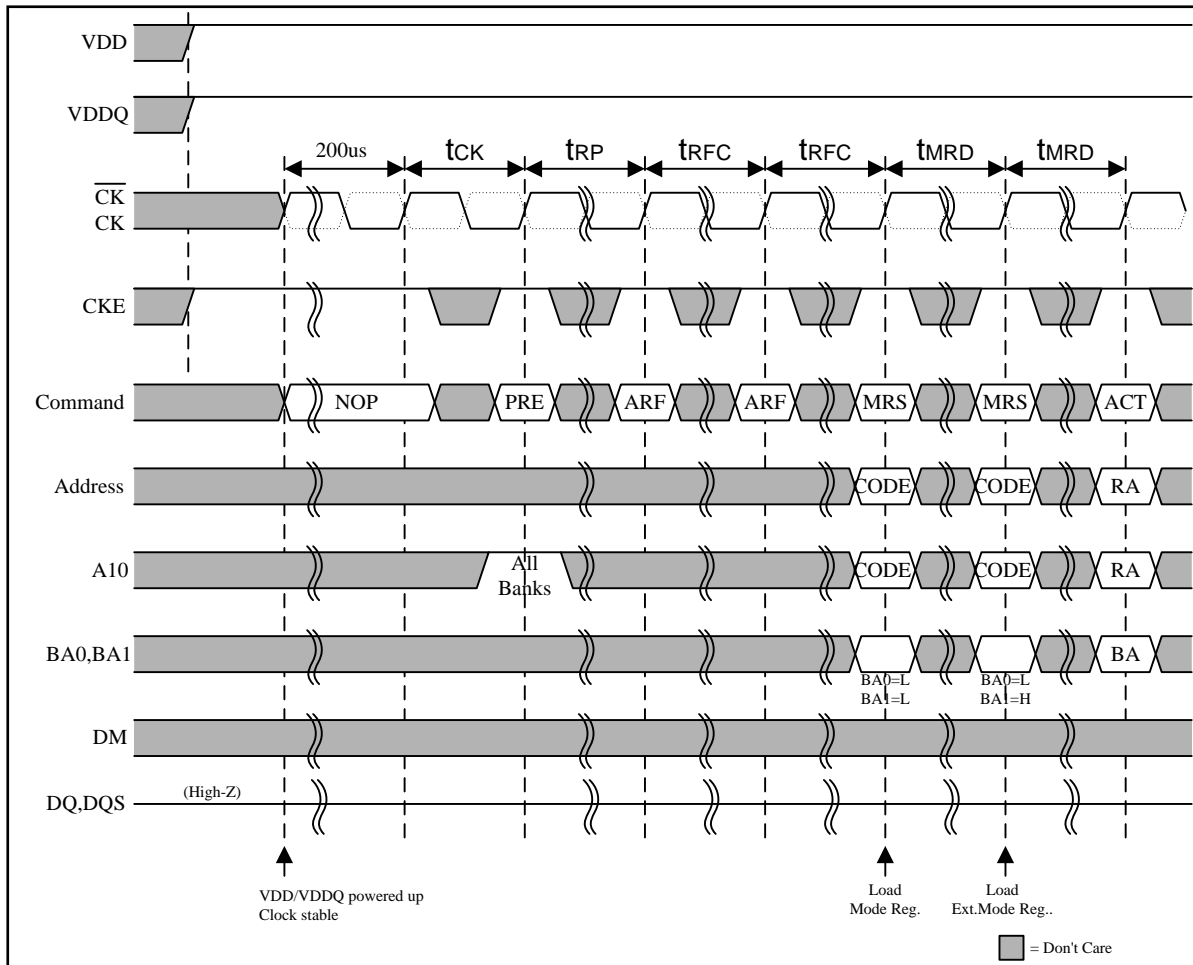 VDD
VDDQ
200us tCK tRP tRFC tRFC tMRD tMRD
CK
CK
CKE
Command NOP PRE ARF ARF MRS MRS ACT
Address CODE CODE RA
A10 All Banks CODE CODE RA
BA0,BA1 BA
BA0=L BA0=L
BA1=L BA1=H
DM
DQ,DQS (High-Z)
VDD/VDDQ powered up
Clock stable
Load
Mode Reg.
Load
Ext.Mode Reg..
= Don't Care